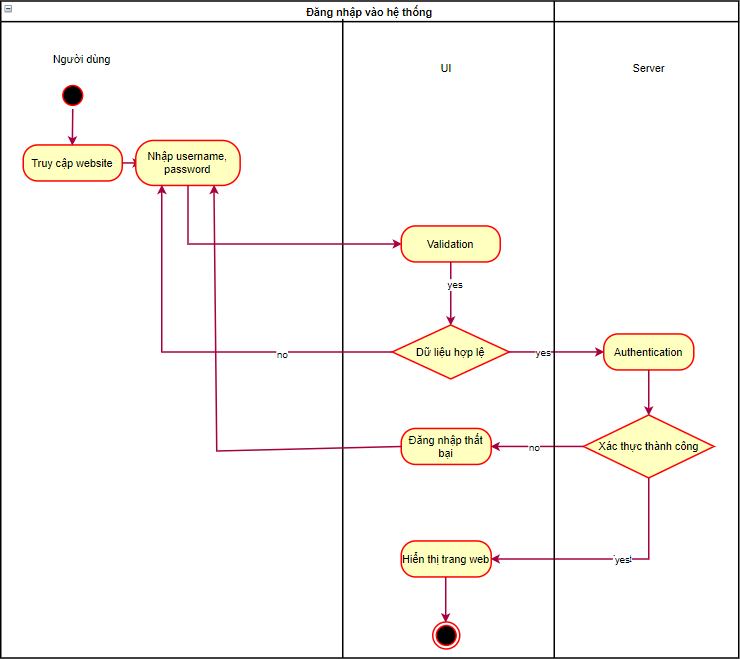 Đăng nhập vào hệ thống
Người dùng
UI
Server
Truy cập website
Nhập username,
password
Validation
yes
Dữ liệu hợp lệ
no
yes
Authentication
Đăng nhập thất
bại
no
Xác thực thành công
Hiển thị trang web
yes!